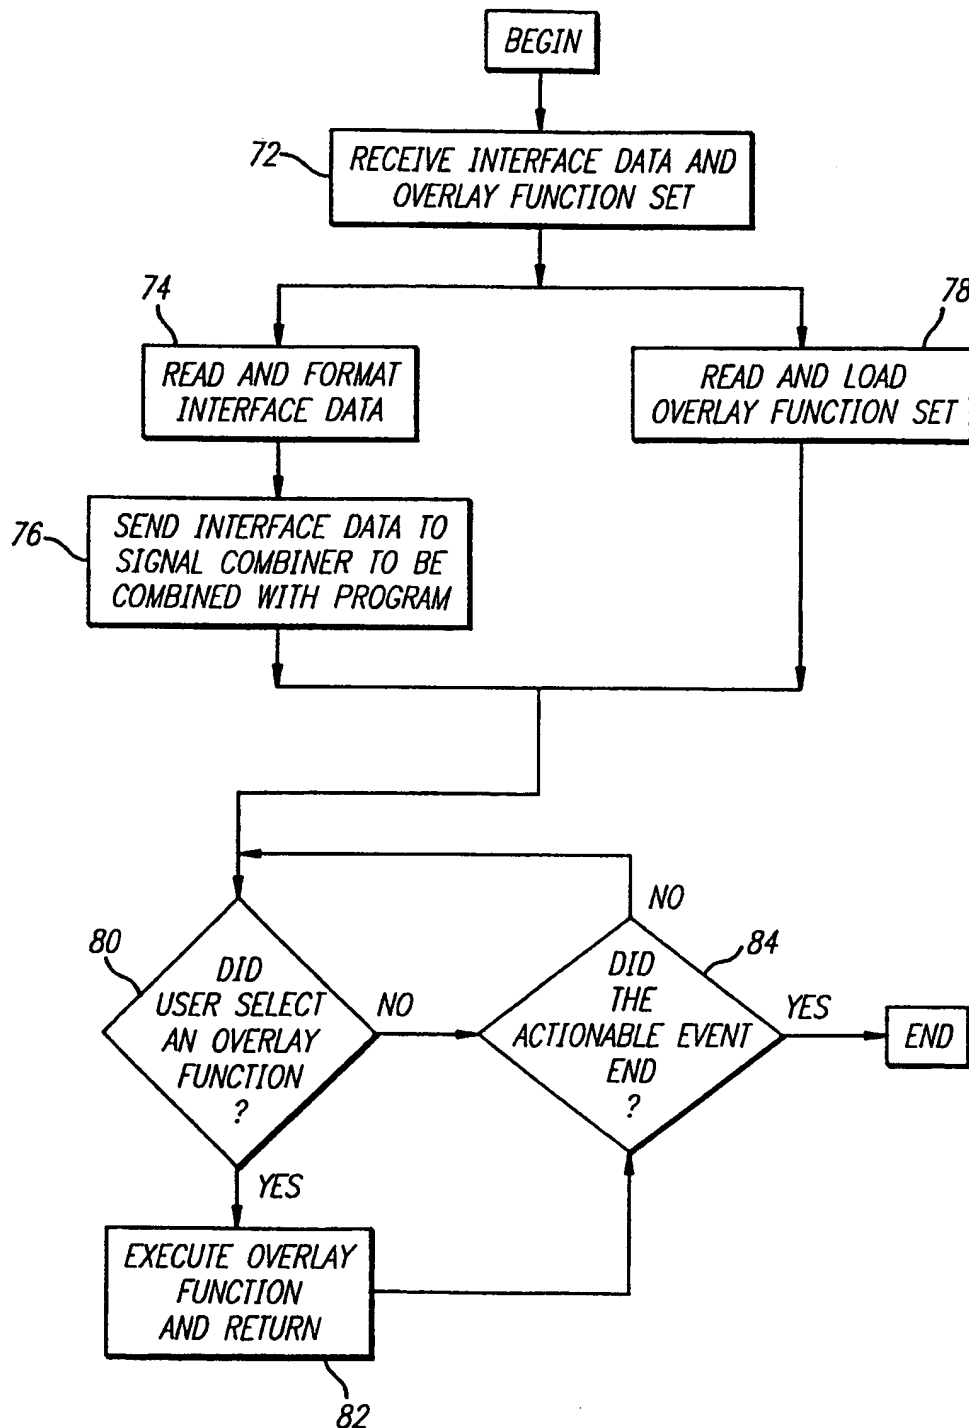 BEGIN
72
RECEIVE INTERFACE DATA AND
OVERLAY FUNCTION SET
74
READ AND FORMAT
INTERFACE DATA
78
READ AND LOAD
OVERLAY FUNCTION SET
76
SEND INTERFACE DATA TO
SIGNAL COMBINER TO BE
COMBINED WITH PROGRAM
80
DID
USER SELECT
AN OVERLAY
FUNCTION
?
NO
YES
NO
84
DID
THE
ACTIONABLE EVENT
END
?
YES
END
EXECUTE OVERLAY
FUNCTION
AND RETURN
82